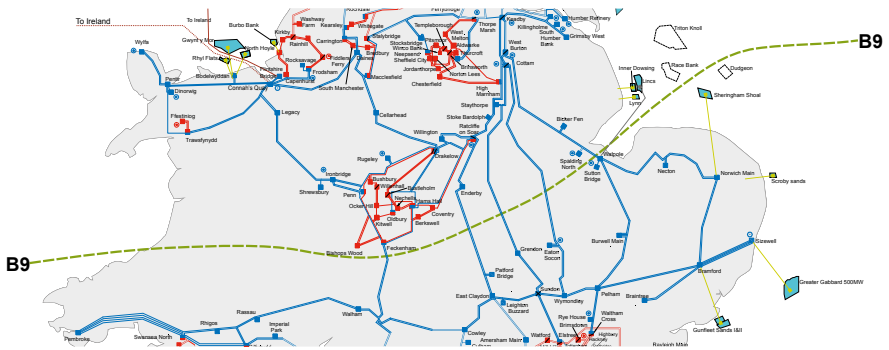 To Ireland
To Ireland
Burbo Bank
Gwynt y Mor
North Hoyle
Rhyl Flats
Bodelwyddan
Wylfa
Pentir
Dinorwig
Ffestiniog
Trawsfynydd
Flintshire
Bridge
Connah's Quay
Legacy
Washway
Farm
Kirkby
Rainhill
Rocksavage
Frodsham
Capenhurst
Fiddlers
Ferry
Kearsley
Whitegate
Carrington
Stalybridge
Bredbury
Daines
South Manchester
Macclesfield
Cellarhead
Templeborough
Pitsmoor
Stocksbridge
Winco Bank
Sheffield City
Jordanthorpe
Norton Lees
Chesterfield
West
Melton
Aldwarke
Thurcroft
Brinsworth
Thorpe
Marsh
Keadby
Killingholme
South
Humber
Bank
Humber Refinery
Grimsby West
West
Burton
Cottam
High
Marnham
Staythorpe
Stoke Bardolph
Ratcliffe
on Soar
Willington
Drakelow
Rugeley
Ironbridge
Shrewsbury
Penn
Bushbury
Willenhall
Bustleholm
Nechells
Hams Hall
Ocker Hill
Oldbury
Kitwell
Coventry
Berkswell
Bishops Wood
Feckenham
Enderby
Bicker Fen
Spalding
North
Sutton
Bridge
Walpole
Necton
Norwich Main
Inner Dowsing
Lincs
Lynn
Triton Knoll
Race Bank
Dudgeon
Sheringham Shoal
Scroby sands
B9
B9
Grendon
Eaton
Socon
Burwell Main
Sizewell
Bramford
Greater Gabbard 500MW
Gunfleet Sands I&II
Braintree
Pelham
Wymondley
Sundon
Patford
Bridge
East Claydon
Leighton
Buzzard
Cowley
Amersham Main
Watford
Elstree
Rye House
Brimsdown
Waltham
Cross
Rayleigh Main
Walham
Pembroke
Swansea North
Rhigos
Rassau
Imperial
Park